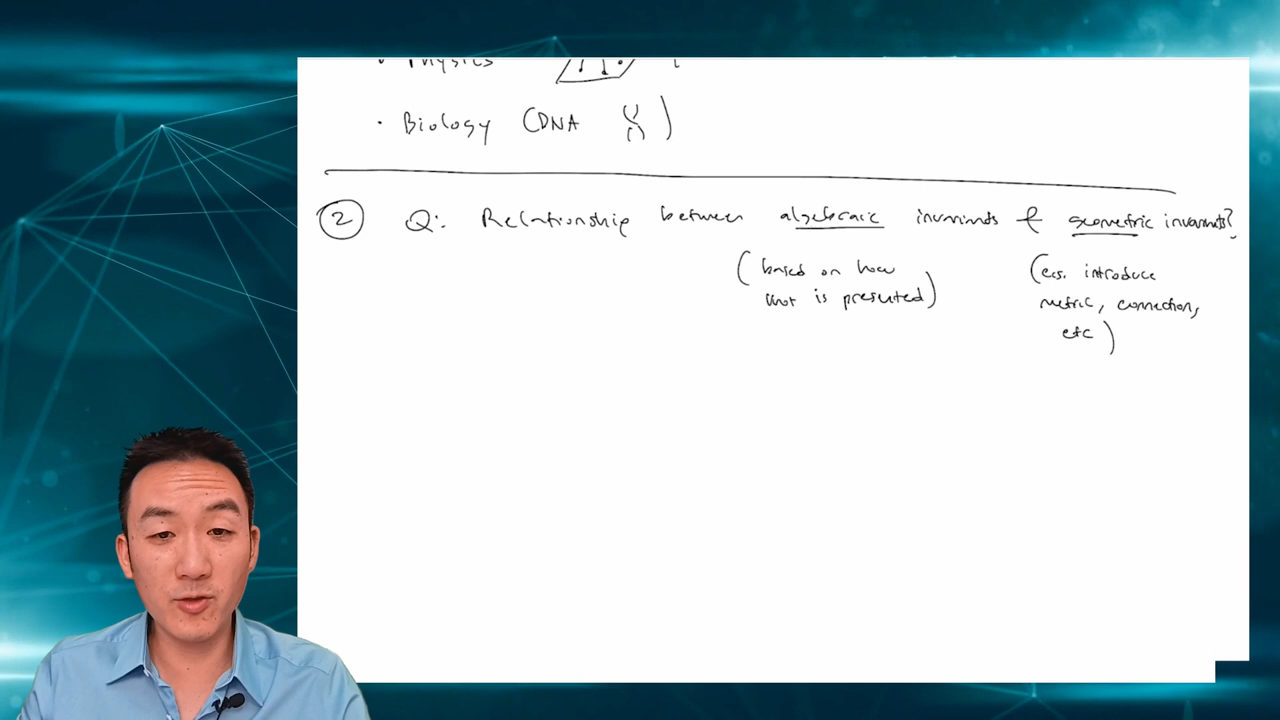 • Physics
• Biology (DNA )
② Q: Relationship between algebraic invariants & geometric invariants?
(based on how
knot is presented)
(e.g. introduce
metric, connection,
etc)